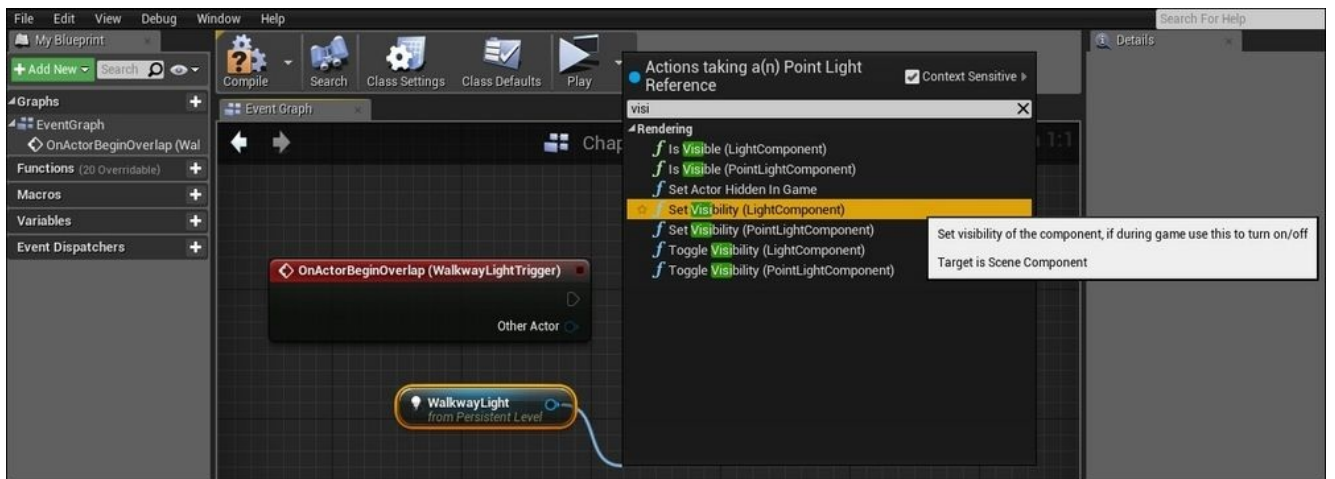 File Edit View Debug Window Help
Search For Help
My Blueprint
Details
+ Add New
Search
Compile
Search
Class Settings
Class Defaults
Play
Graphs
EventGraph
OnActorBeginOverlap (Wal
Functions (20 Overridable)
Macros
Variables
Event Dispatchers
Event Graph
Chap
1:1
OnActorBeginOverlap (WalkwayLightTrigger)
Other Actor
WalkwayLight
from Persistent Level
Actions taking a(n) Point Light
Reference
Context Sensitive
visi
Rendering
Is Visible (LightComponent)
Is Visible (PointLightComponent)
Set Actor Hidden In Game
Set Visibility (LightComponent)
Set Visibility (PointLightComponent)
Toggle Visibility (LightComponent)
Toggle Visibility (PointLightComponent)
Set visibility of the component, if during game use this to turn on/off
Target is Scene Component